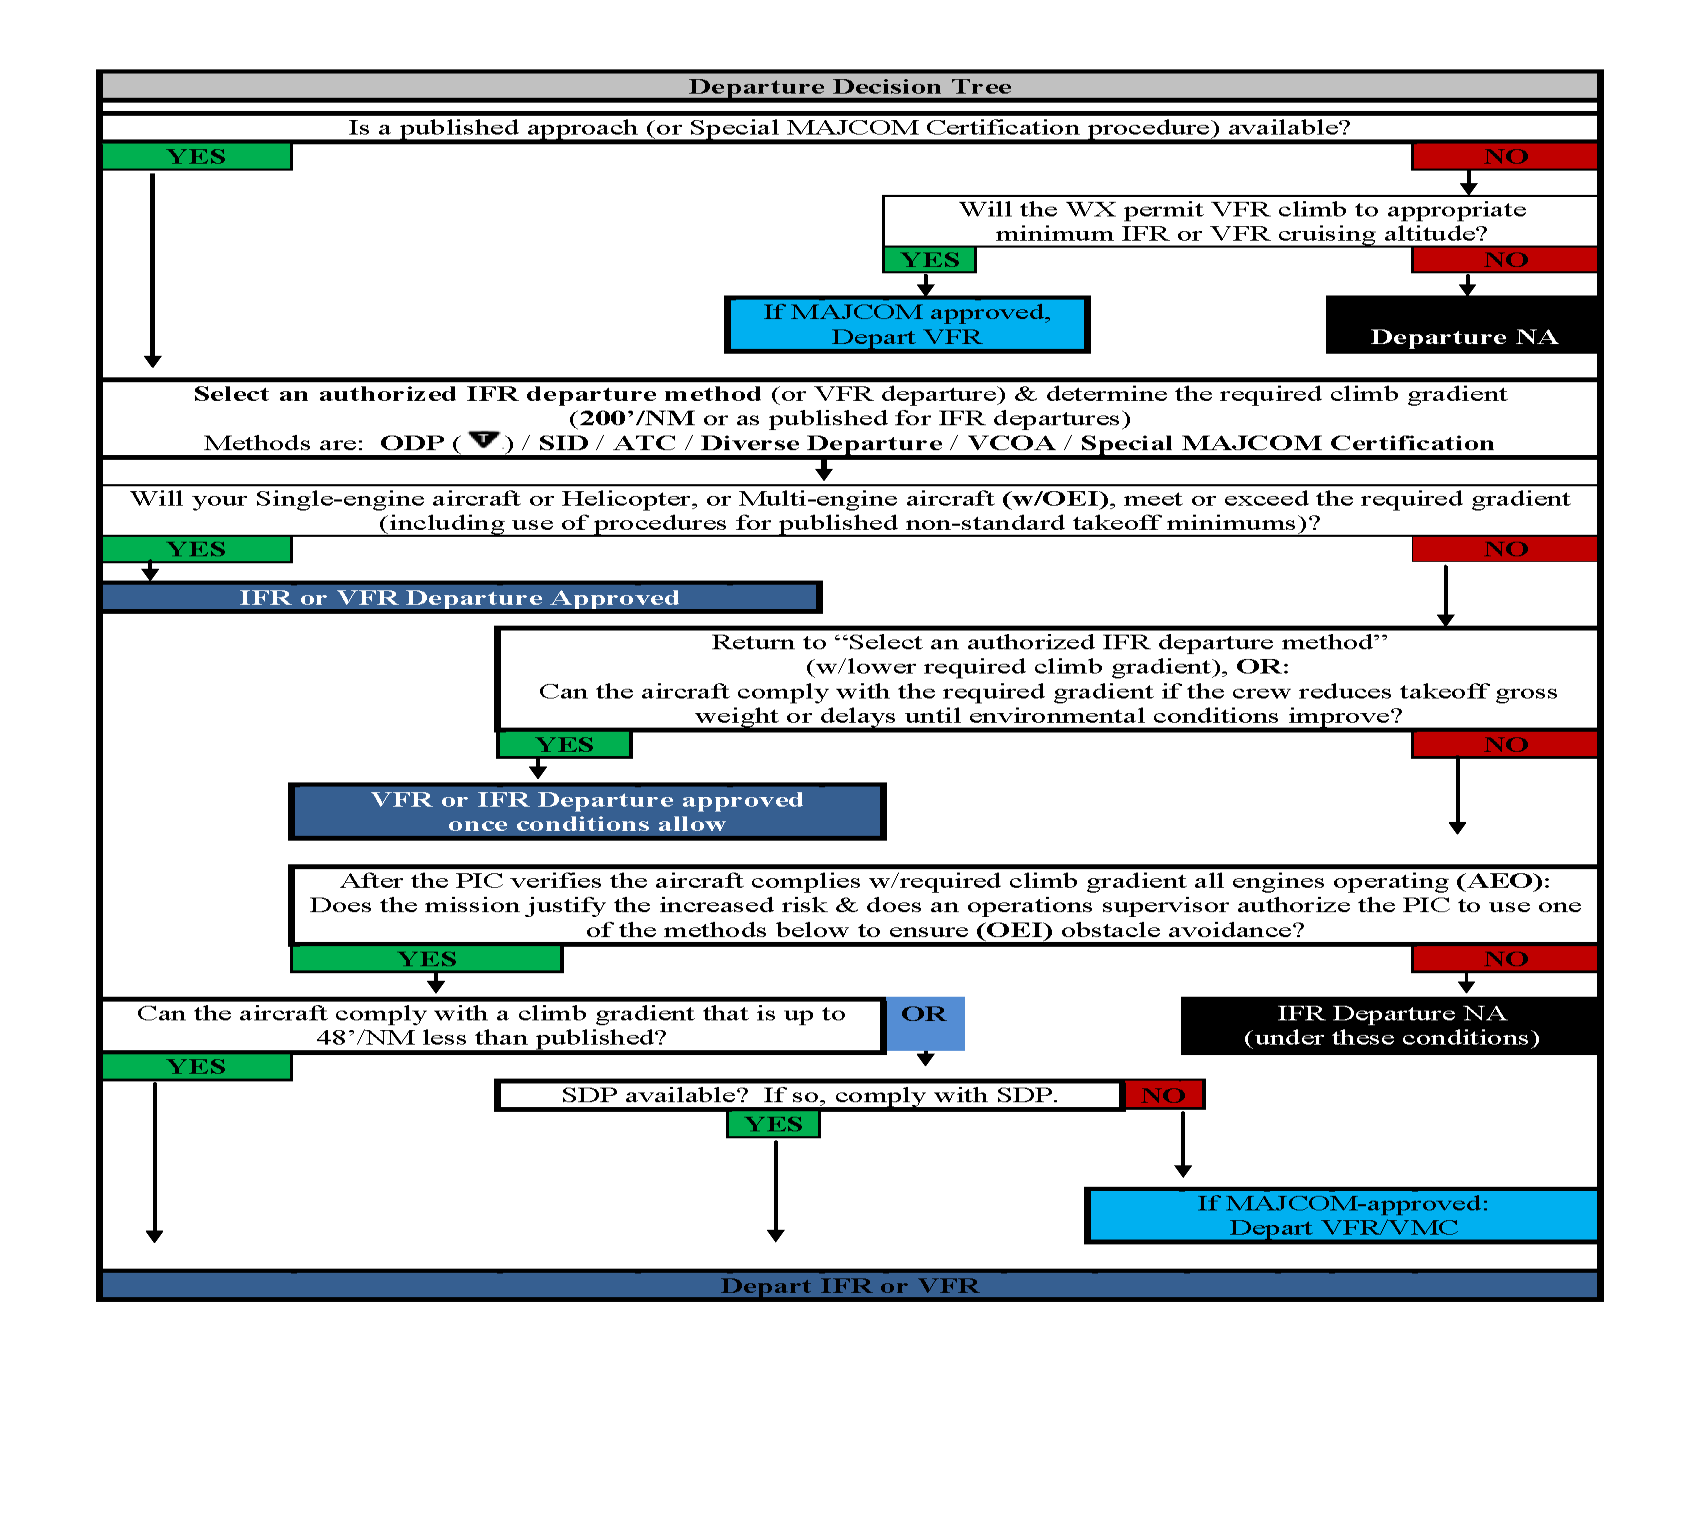 Departure Decision Tree
Is a published approach (or Special MAJCOM Certification procedure) available?
YES
NO
Will the WX permit VFR climb to appropriate
minimum IFR or VFR cruising altitude?
YES
NO
If MAJCOM approved,
Depart VFR
Departure NA
Select an authorized IFR departure method (or VFR departure) & determine the required climb gradient
(200’/NM or as published for IFR departures)
Methods are: ODP ( T ) / SID / ATC / Diverse Departure / VCOA / Special MAJCOM Certification
Will your Single-engine aircraft or Helicopter, or Multi-engine aircraft (w/OEI), meet or exceed the required gradient
(including use of procedures for published non-standard takeoff minimums)?
YES
NO
IFR or VFR Departure Approved
Return to “Select an authorized IFR departure method”
(w/lower required climb gradient), OR:
Can the aircraft comply with the required gradient if the crew reduces takeoff gross
weight or delays until environmental conditions improve?
YES
NO
VFR or IFR Departure approved
once conditions allow
After the PIC verifies the aircraft complies w/required climb gradient all engines operating (AEO):
Does the mission justify the increased risk & does an operations supervisor authorize the PIC to use one
of the methods below to ensure (OEI) obstacle avoidance?
YES
NO
Can the aircraft comply with a climb gradient that is up to
48’/NM less than published?
OR
IFR Departure NA
(under these conditions)
YES
SDP available? If so, comply with SDP.
NO
YES
If MAJCOM-approved:
Depart VFR/VMC
Depart IFR or VFR